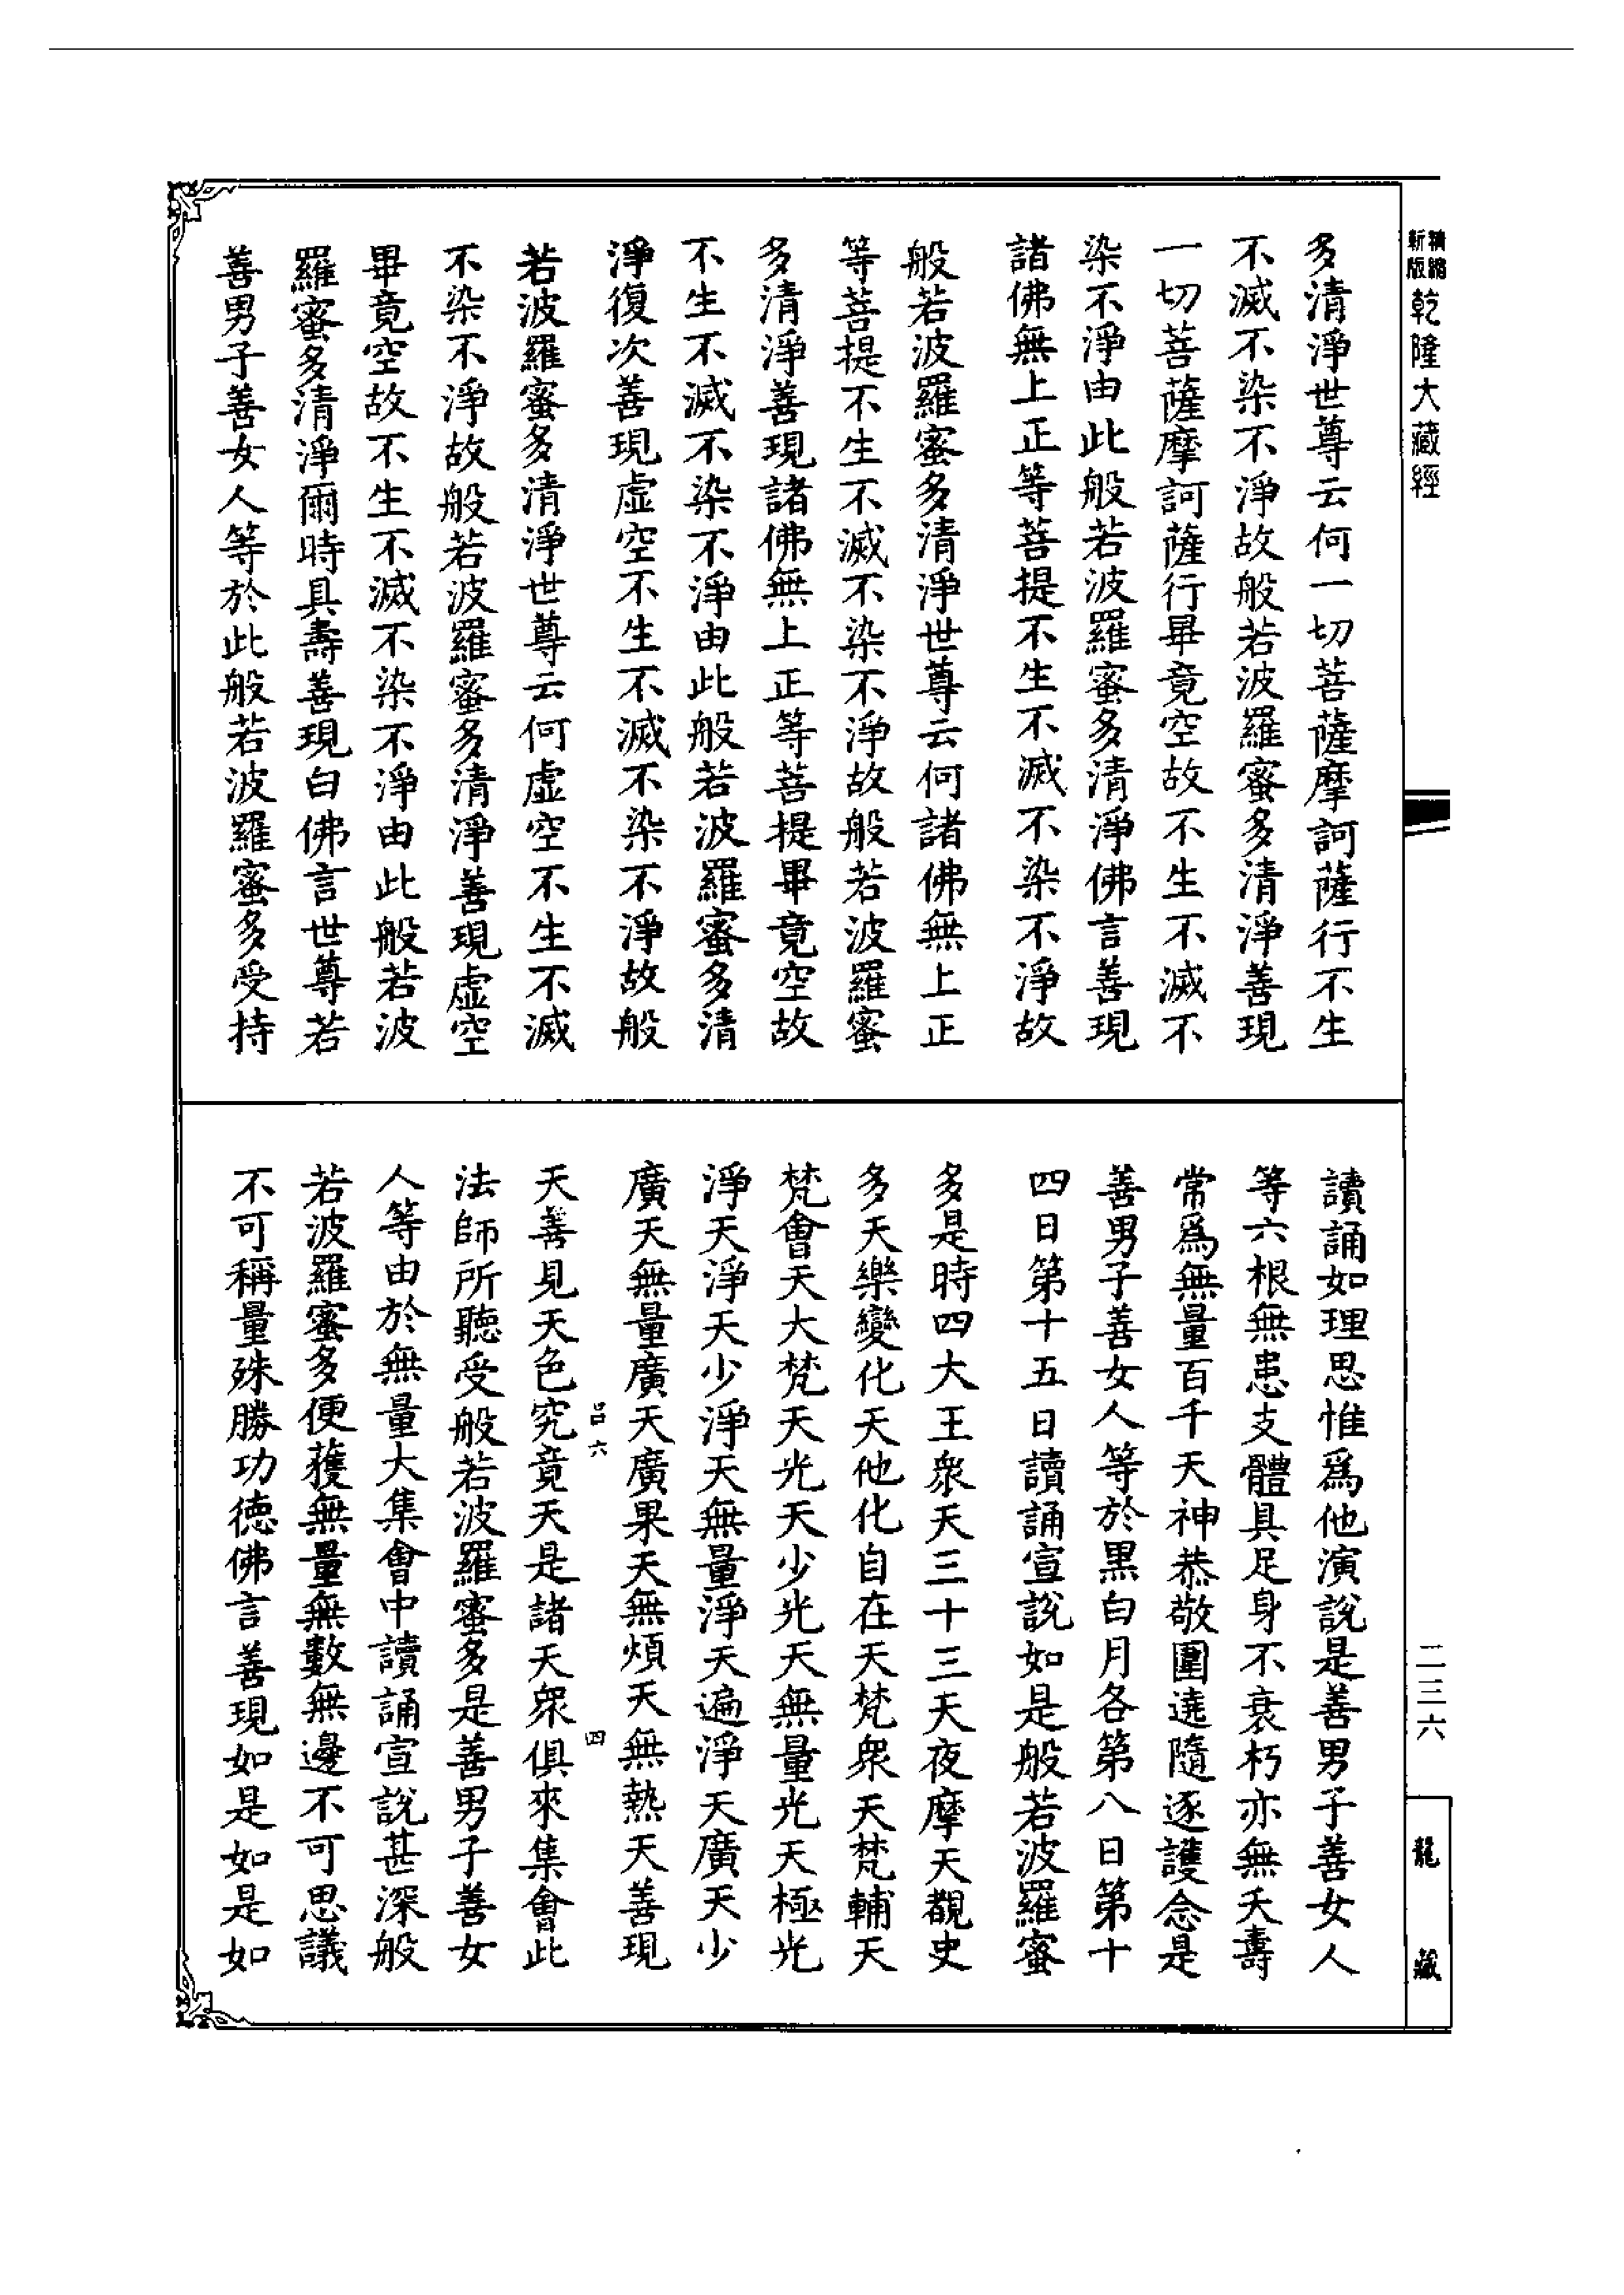 精縮
新版
乾隆大藏經
多清淨世尊云何一切菩薩摩訶薩行不生
不滅不染不淨故般若波羅蜜多清淨善現
一切菩薩摩訶薩行畢竟空故不生不滅不
染不淨由此般若波羅蜜多清淨佛言善現
諸佛無上正等菩提不生不滅不染不淨故
般若波羅蜜多清淨世尊云何諸佛無上正
等菩提不生不滅不染不淨故般若波羅蜜
多清淨善現諸佛無上正等菩提畢竟空故
不生不滅不染不淨由此般若波羅蜜多清
淨復次善現虛空不生不滅不染不淨故般
若波羅蜜多清淨世尊云何虛空不生不滅
不染不淨故般若波羅蜜多清淨善現虛空
畢竟空故不生不滅不染不淨由此般若波
羅蜜多清淨爾時具壽善現白佛言世尊若
善男子善女人等於此般若波羅蜜多受持
讀誦如理思惟爲他演說是善男子善女人
等六根無患支體具足身不衰朽亦無夭壽
常爲無量百千天神恭敬圍遶隨逐護念是
善男子善女人等於黑白月各第八日第十
四日第十五日讀誦宣說如是般若波羅蜜
多是時四大王衆天三十三天夜摩天覩史
多天樂變化天他化自在天梵衆天梵輔天
梵會天大梵天光天少光天無量光天極光
淨天淨天少淨天無量淨天遍淨天廣天少
廣天無量廣天廣果天無煩天無熱天善現
呂六
四
天善見天色究竟天是諸天衆俱來集會此
法師所聽受般若波羅蜜多是善男子善女
人等由於無量大集會中讀誦宣說甚深般
若波羅蜜多便獲無量無數無邊不可思議
不可稱量殊勝功德佛言善現如是如是如
二三六
龍藏